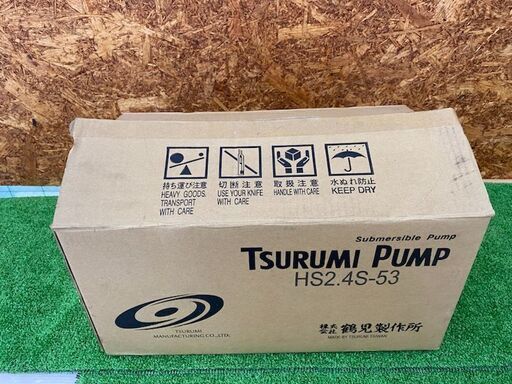 持ち運び注意
HEAVY GOODS.
TRANSPORT
WITH CARE
切断注意
USE YOUR KNIFE
WITH CARE
取扱注意
HANDLE WITH CARE
水ぬれ防止
KEEP DRY
Submersible Pump
TSURUMI PUMP
HS2.4S-53
TSURUMI
MANUFACTURING CO.,LTD.
株式会社 鶴見製作所
MADE BY TSURUMI TAIWAN